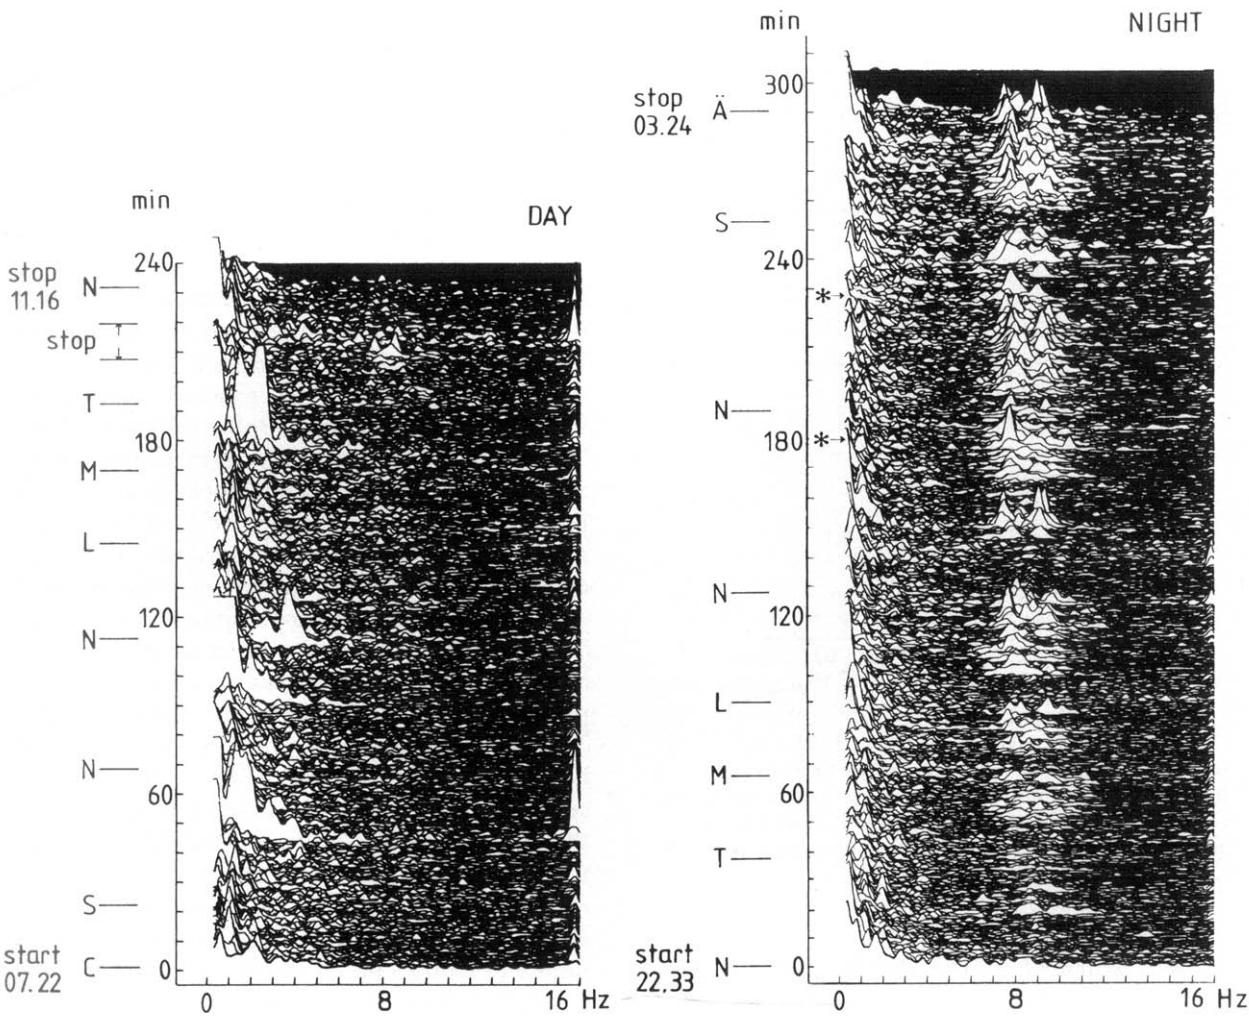 DAY
min
240
180
120
60
0
stop
11.16
N
stop
T
M
L
N
N
S
start
07.22
C
0 8 16 Hz
NIGHT
min
300
240
180
120
60
0
stop
03.24
Ä
S
*
N
*
N
L
M
T
start
22.33
N
0 8 16 Hz